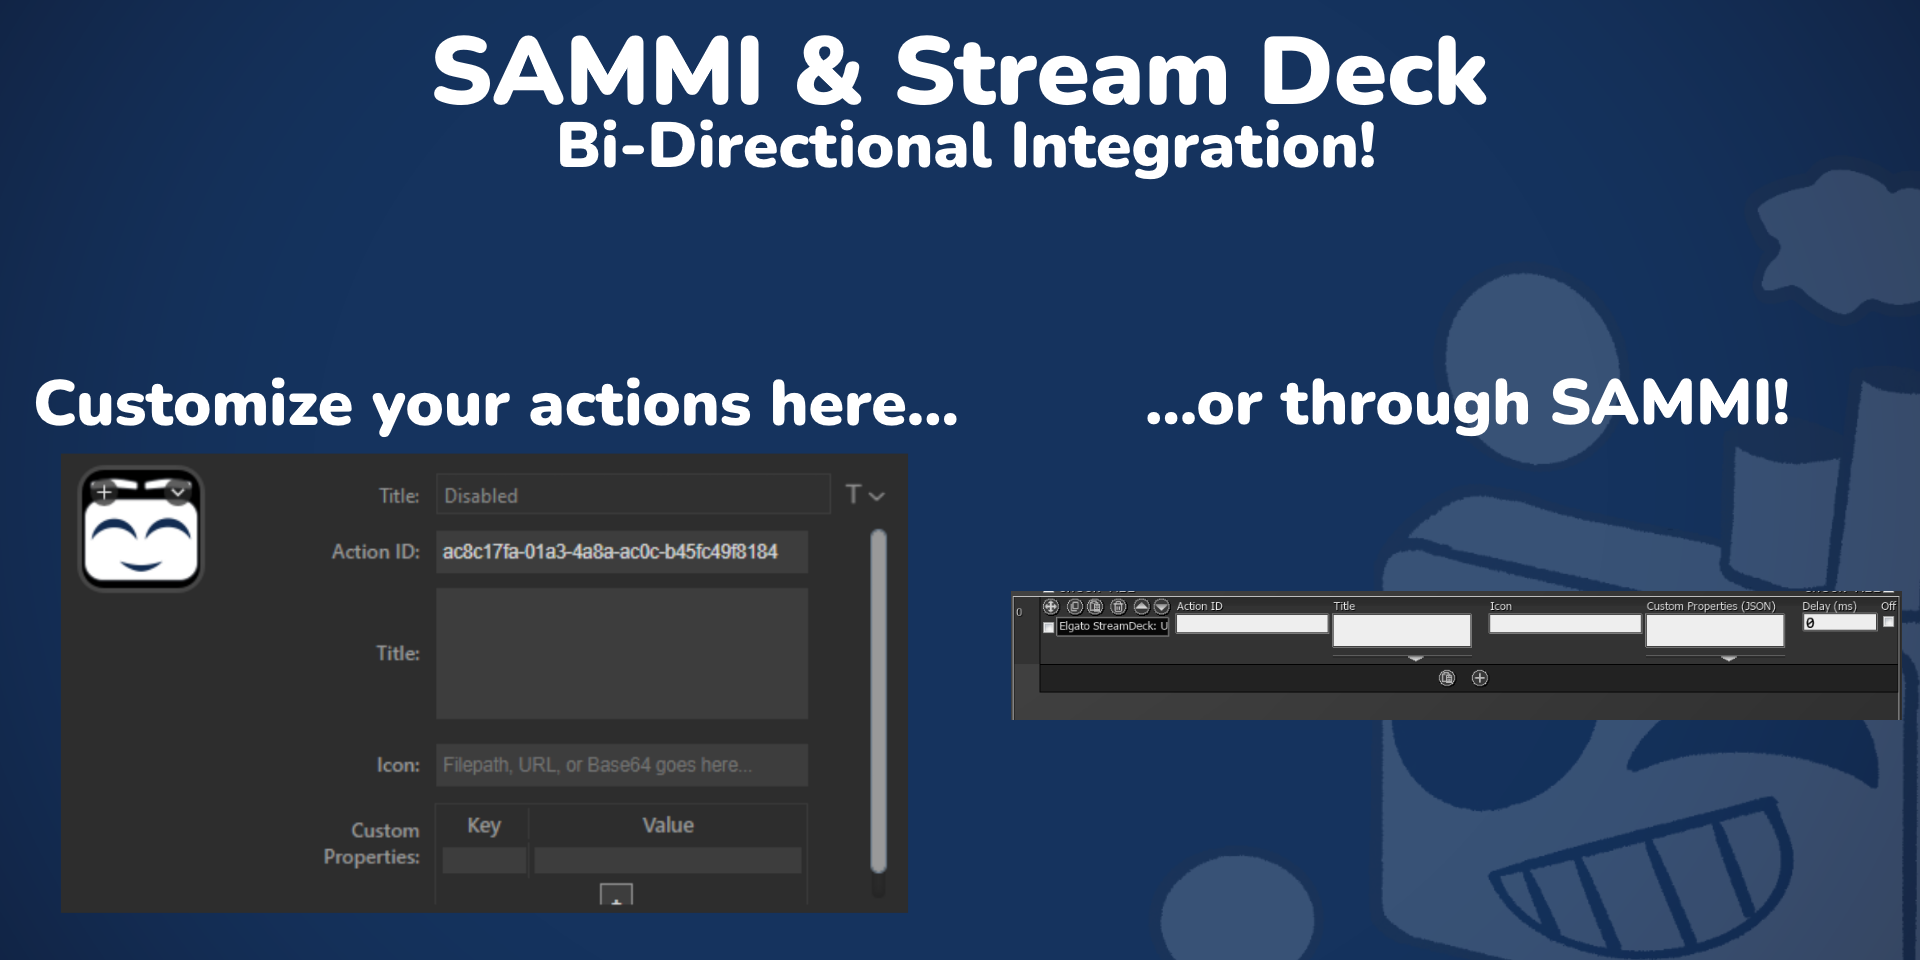 SAMMI & Stream Deck
Bi-Directional Integration!
Customize your actions here...
...or through SAMMI!
Title: Disabled T
Action ID: ac8c17fa-01a3-4a8a-ac0c-b45fc49f8184
Title:
Icon: Filepath, URL, or Base64 goes here...
Custom Properties:
Key Value
+
0
Action ID Title Icon Custom Properties (JSON) Delay (ms) Off
Elgato StreamDeck: U
0